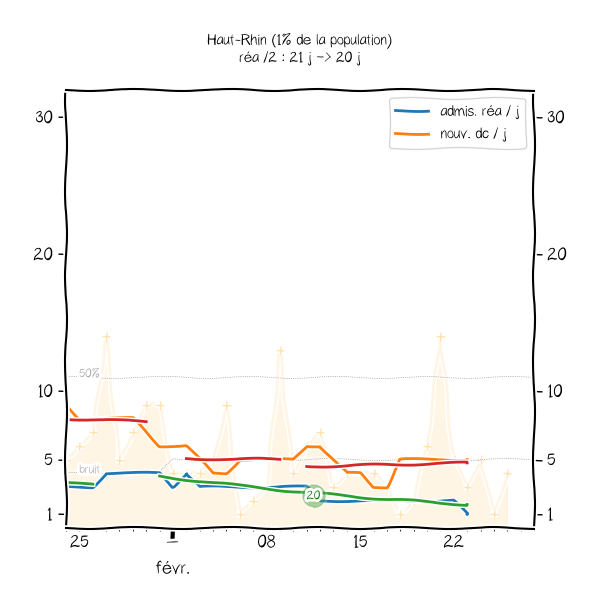 Haut-Rhin (1% de la population)
réa /2 : 21 j -> 20 j
admis. réa / j
nouv. dc / j
30
30
20
20
50%
10
10
5
5
bruit
20
1
1
25
1
08
15
22
févr.